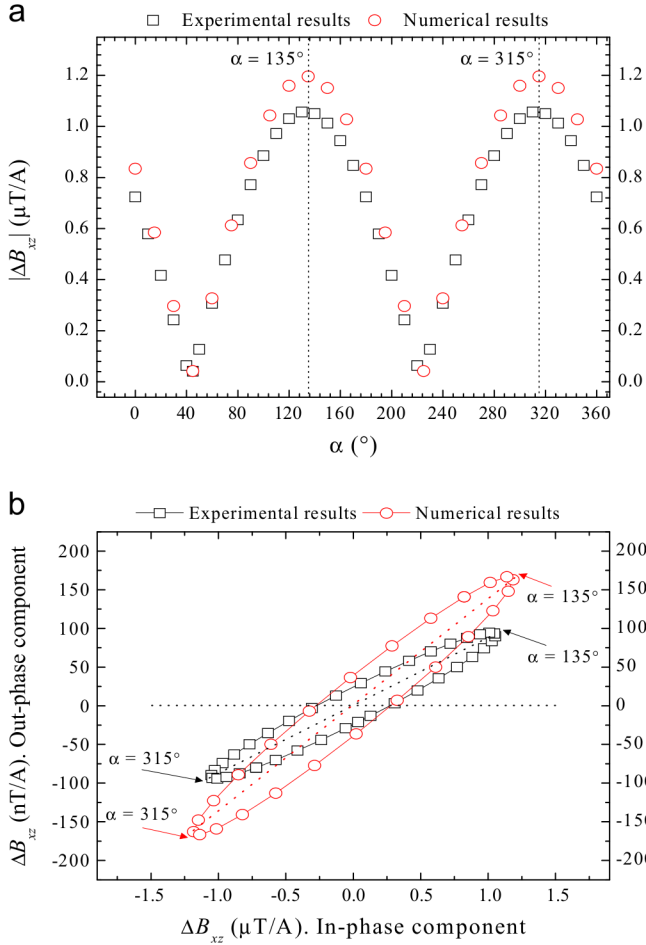 a
Experimental results Numerical results
α = 135° α = 315°
1.2 1.2
1.0 1.0
0.8 0.8
0.6 0.6
0.4 0.4
0.2 0.2
0.0 0.0
|ΔB_xz| (μT/A)
0 40 80 120 160 200 240 280 320 360
α (°)
b
Experimental results Numerical results
200 200
150 150
α = 135°
100 100
α = 135°
50 50
0 0
-50 -50
α = 315°
-100 -100
α = 315°
-150 -150
-200 -200
ΔB_xz (nT/A). Out-phase component
-1.5 -1.0 -0.5 0.0 0.5 1.0 1.5
ΔB_xz (μT/A). In-phase component